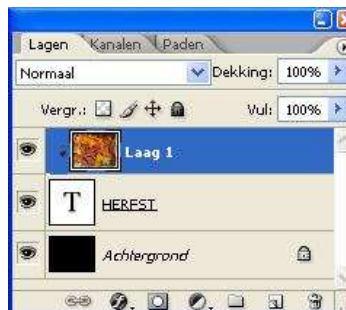 Lagen Kanalen Paden
Normaal Dekking: 100%
Vergr.: Vul: 100%
Laag 1
T HERFST
Achtergrond